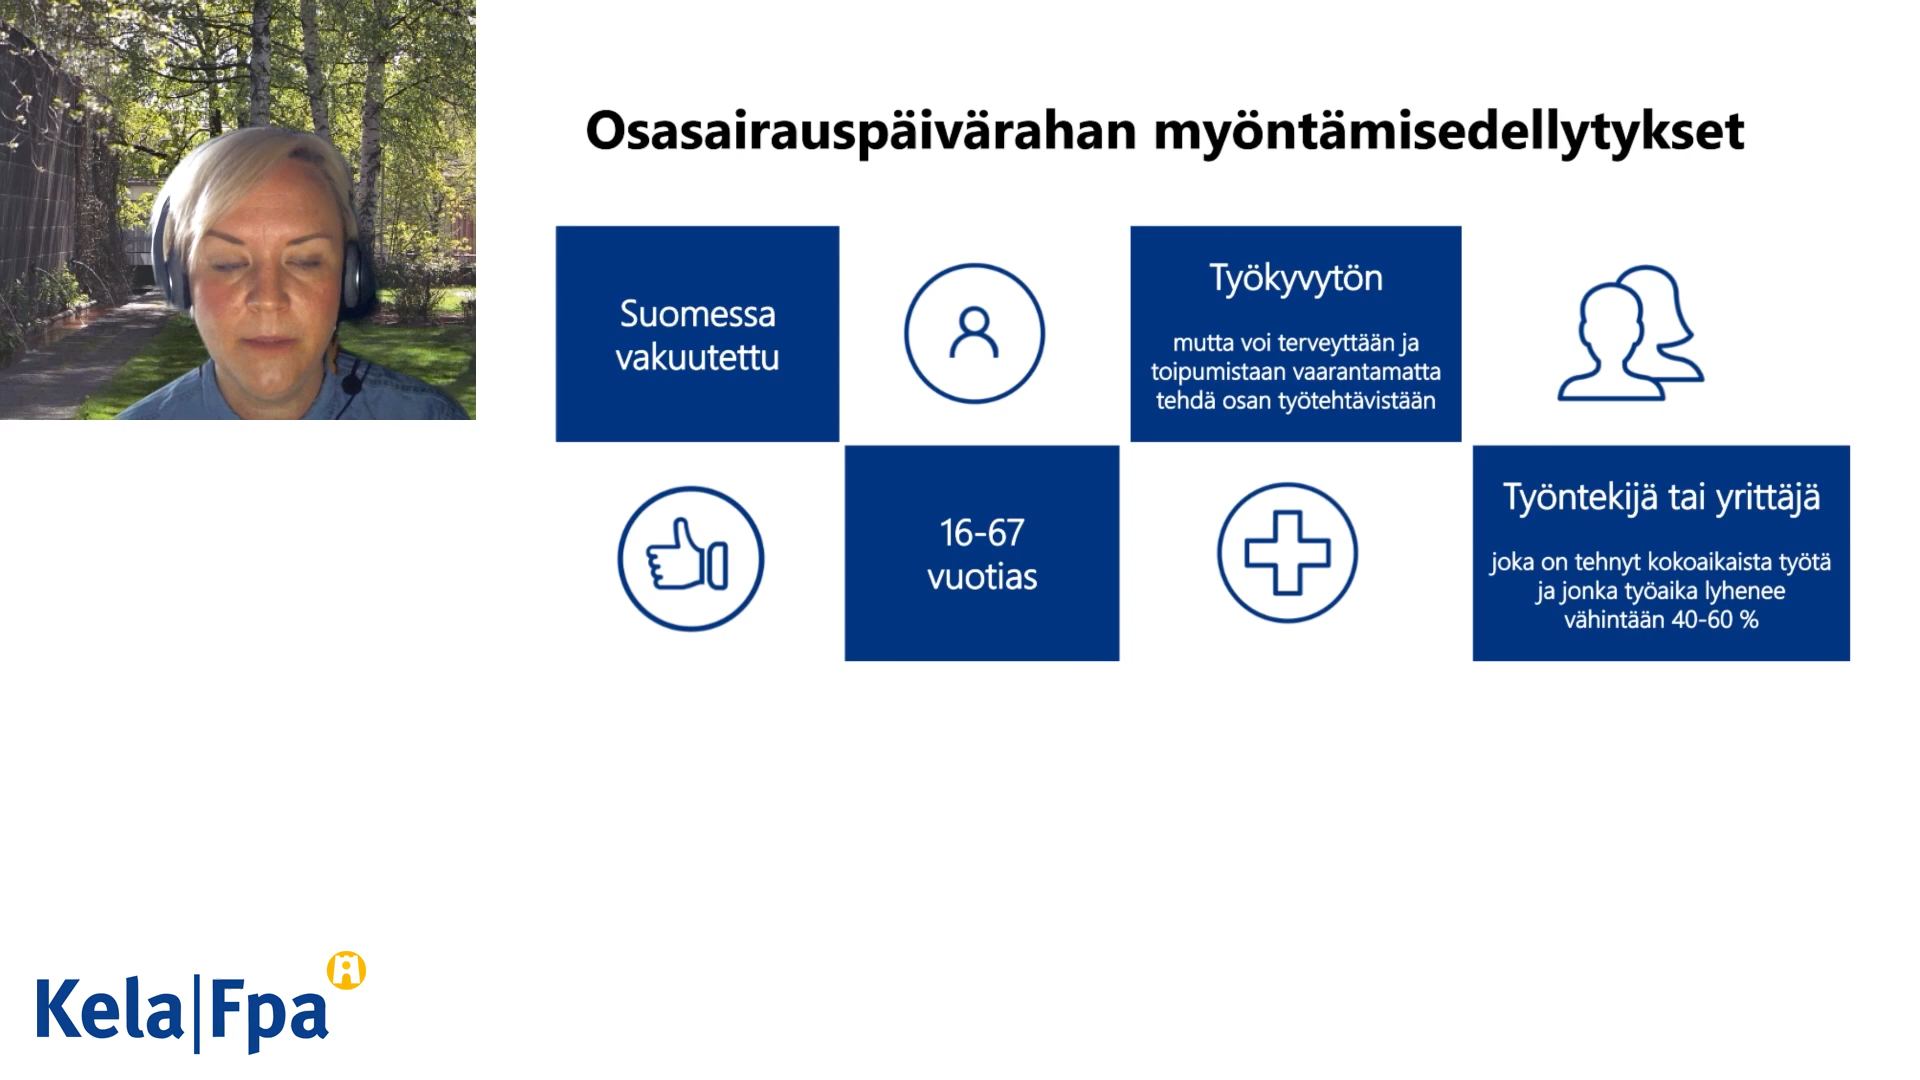 Osasairauspäivärahan myöntämisedellytykset
Suomessa
vakuutettu
Työkyvytön
mutta voi terveyttään ja
toipumistaan vaarantamatta
tehdä osan työtehtävistään
16-67
vuotias
Työntekijä tai yrittäjä
joka on tehnyt kokoaikaista työtä
ja jonka työaika lyhenee
vähintään 40-60 %
Kela|Fpa